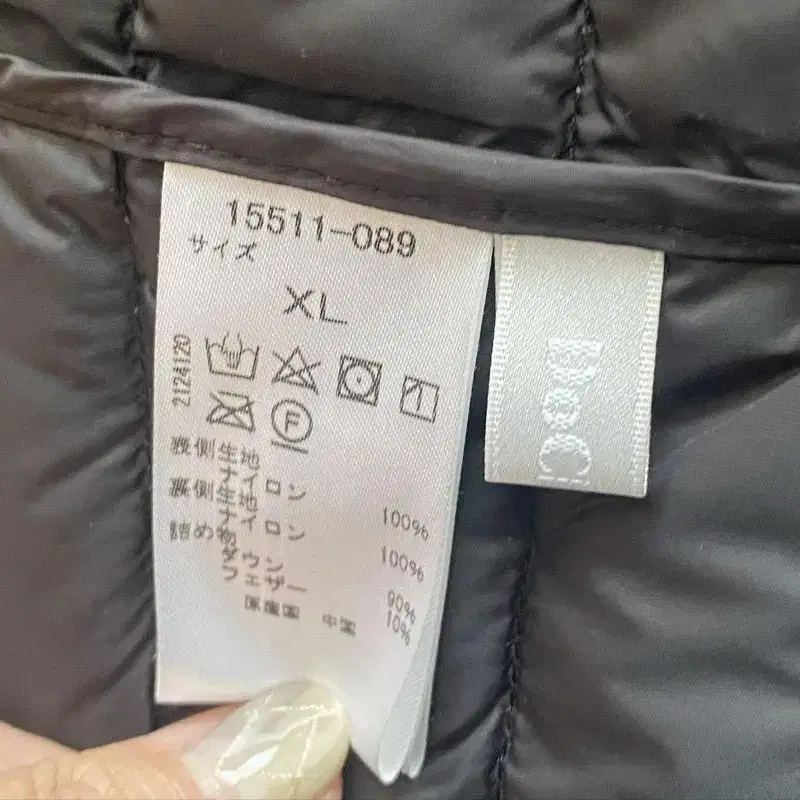 15511-089
サイズ
XL
2124120
F
表側生地
ナイロン 100%
裏側生地
ナイロン 100%
詰め物
ダウン 90%
フェザー 10%
原産国 中国